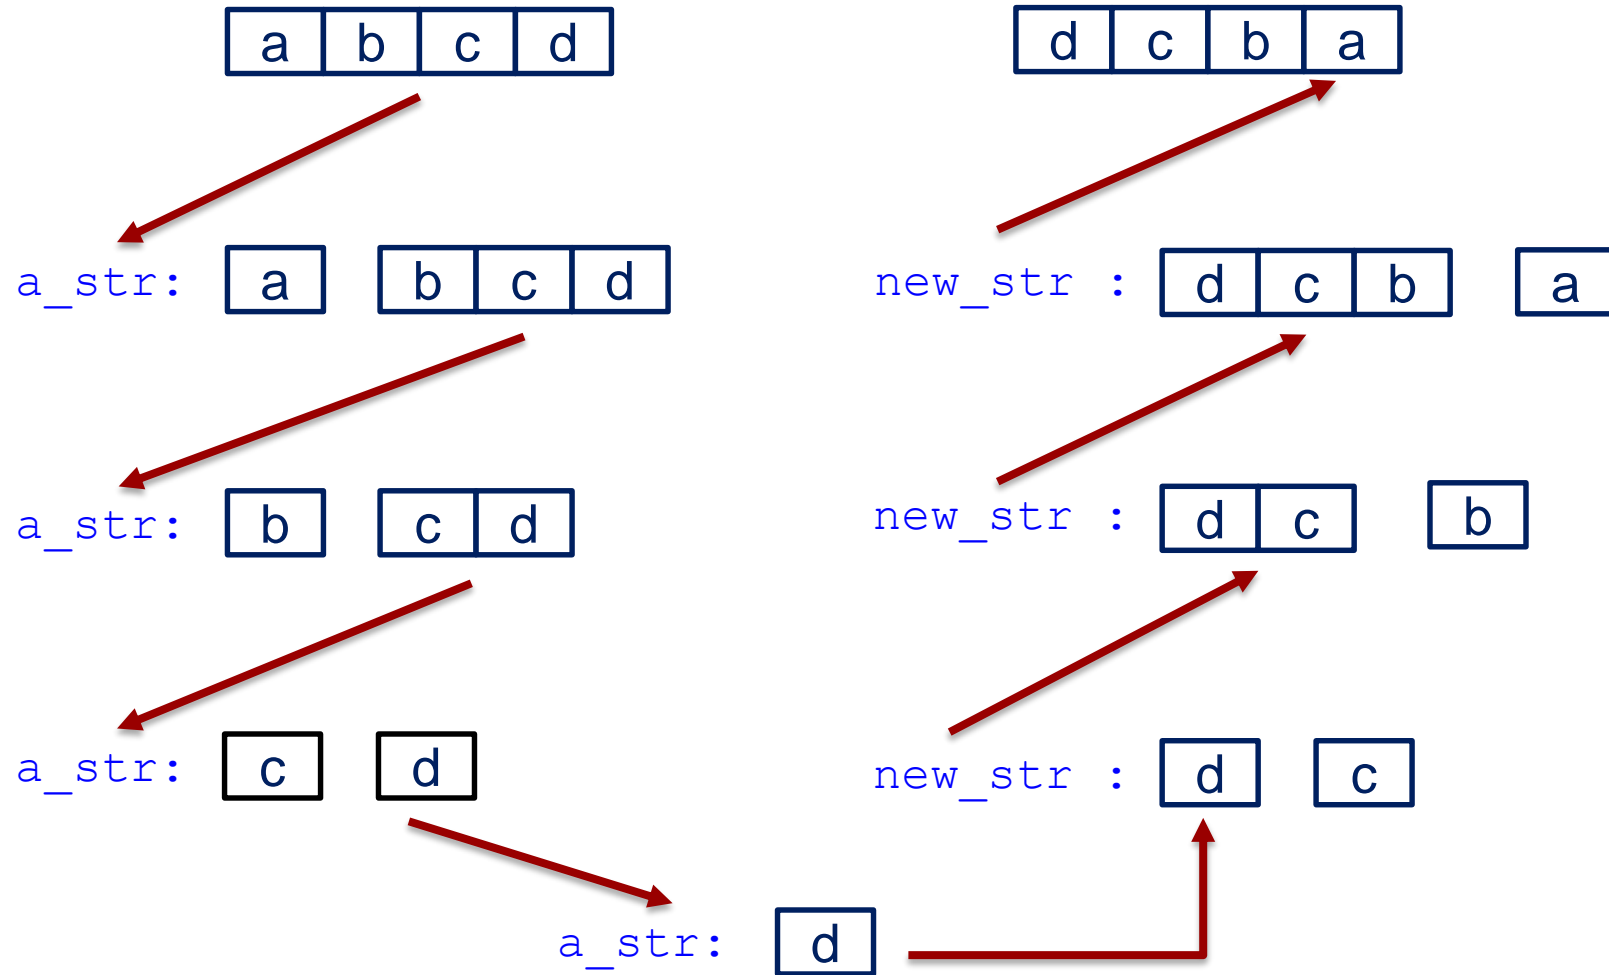 a b c d
d c b a
a_str: a b c d
new_str : d c b a
a_str: b c d
new_str : d c b
a_str: c d
new_str : d c
a_str: d